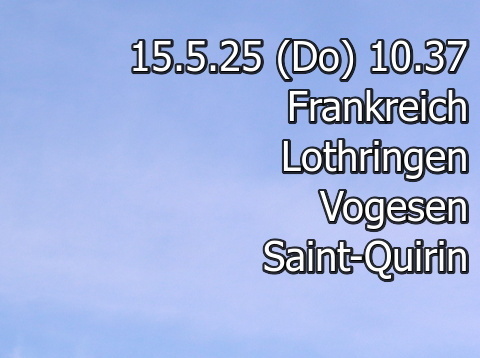 15.5.25 (Do) 10.37
Frankreich
Lothringen
Vogesen
Saint-Quirin